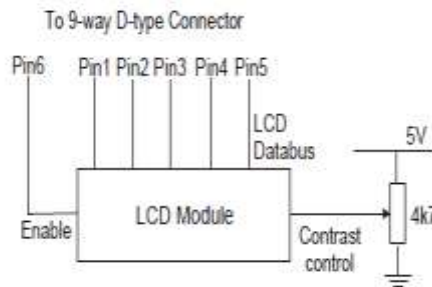 To 9-way D-type Connector
Pin6 Pin1 Pin2 Pin3 Pin4 Pin5
LCD
Databus
5V
LCD Module
4k7
Enable
Contrast
control